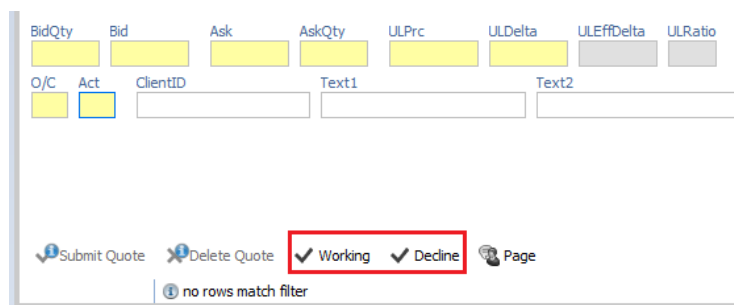 BidQty Bid Ask AskQty ULPrc ULDelta ULEffDelta ULRatio
O/C Act ClientID Text1 Text2
Submit Quote Delete Quote Working Decline Page
no rows match filter